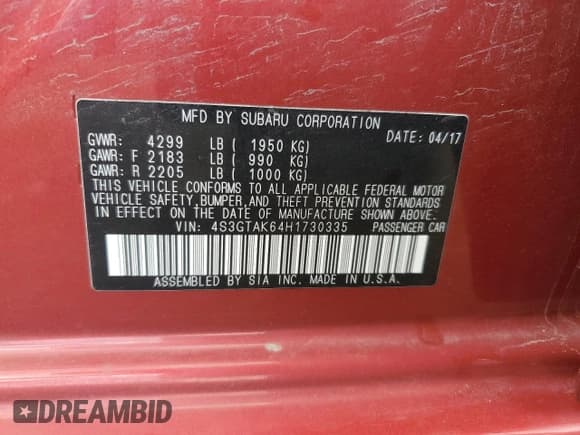 MFD BY SUBARU CORPORATION
DATE: 04/17
GVWR: 4299 LB ( 1950 KG)
GAWR: F 2183 LB ( 990 KG)
GAWR: R 2205 LB ( 1000 KG)
THIS VEHICLE CONFORMS TO ALL APPLICABLE FEDERAL MOTOR
VEHICLE SAFETY, BUMPER, AND THEFT PREVENTION STANDARDS
IN EFFECT ON THE DATE OF MANUFACTURE SHOWN ABOVE.
VIN: 4S3GTAK64H1730335 PASSENGER CAR
ASSEMBLED BY SIA INC. MADE IN U.S.A.
DREAMBID